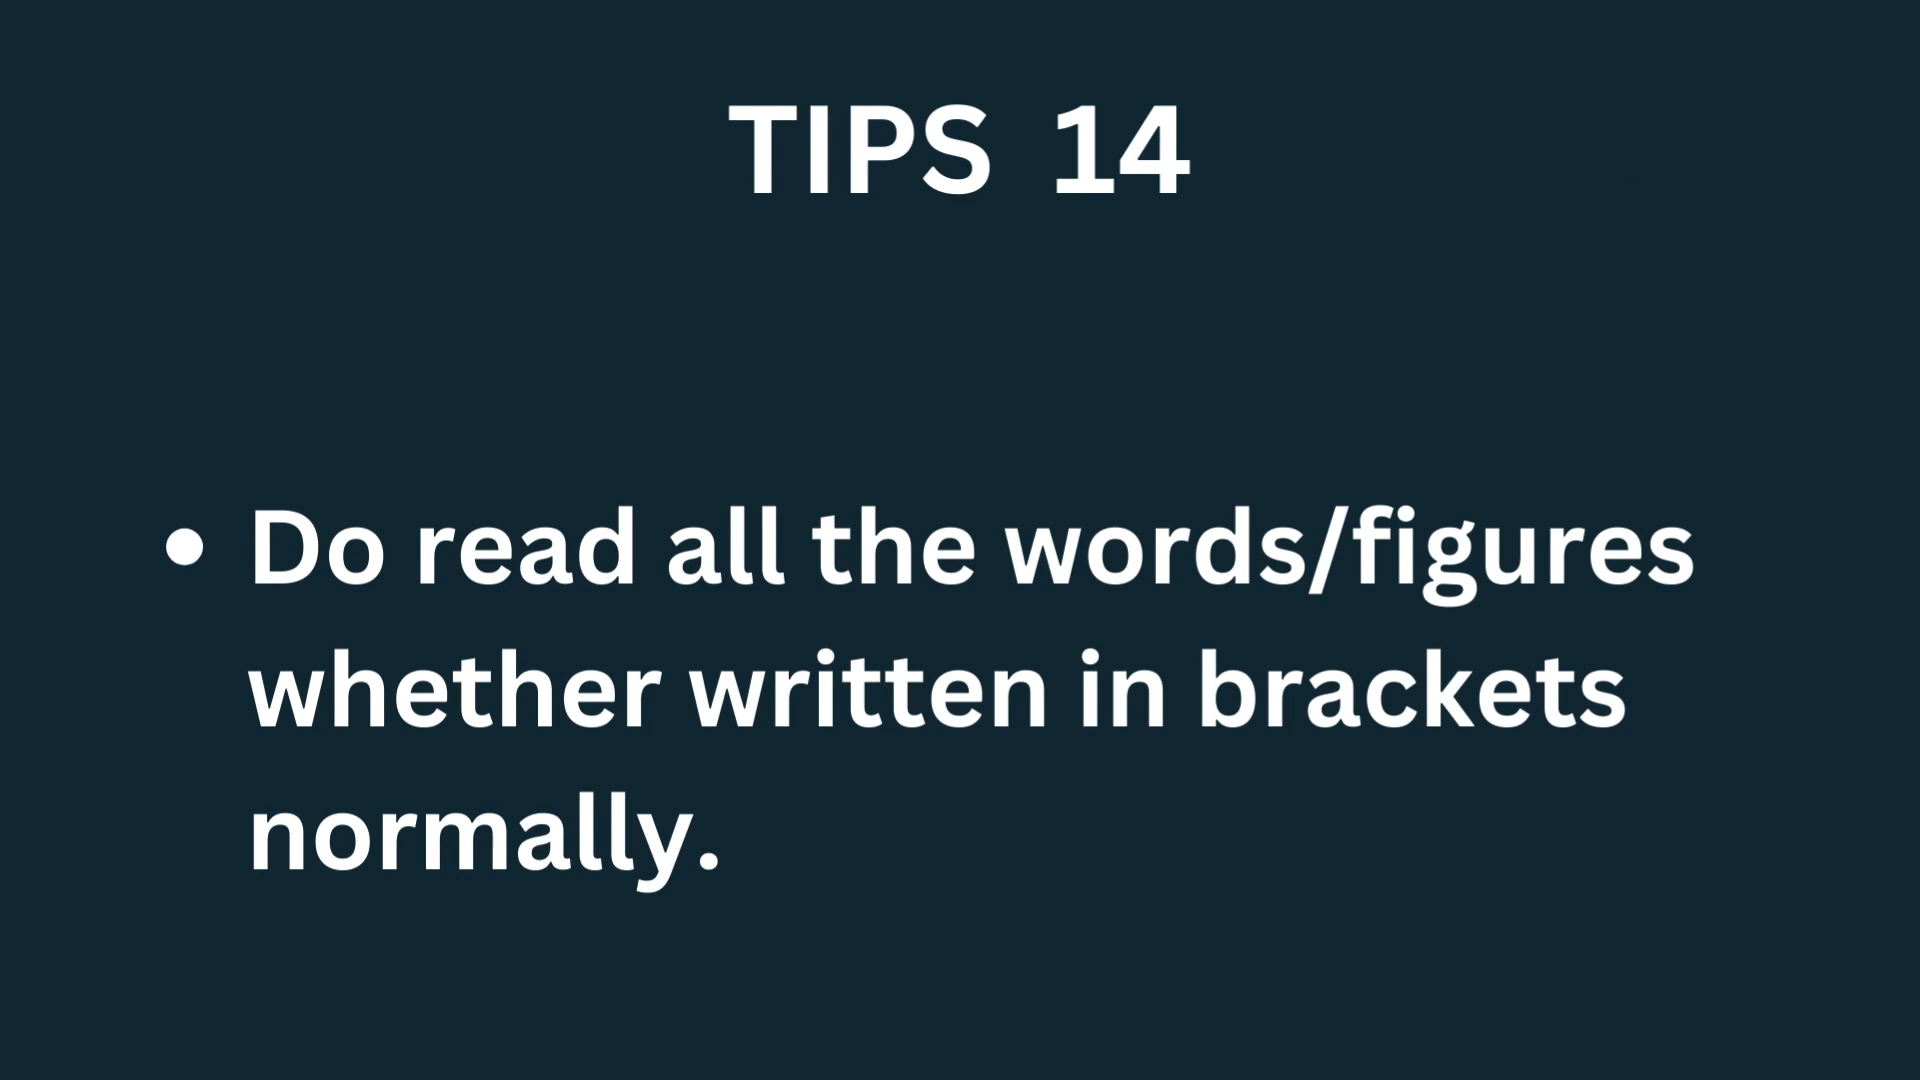 TIPS 14
• Do read all the words/figures
whether written in brackets
normally.